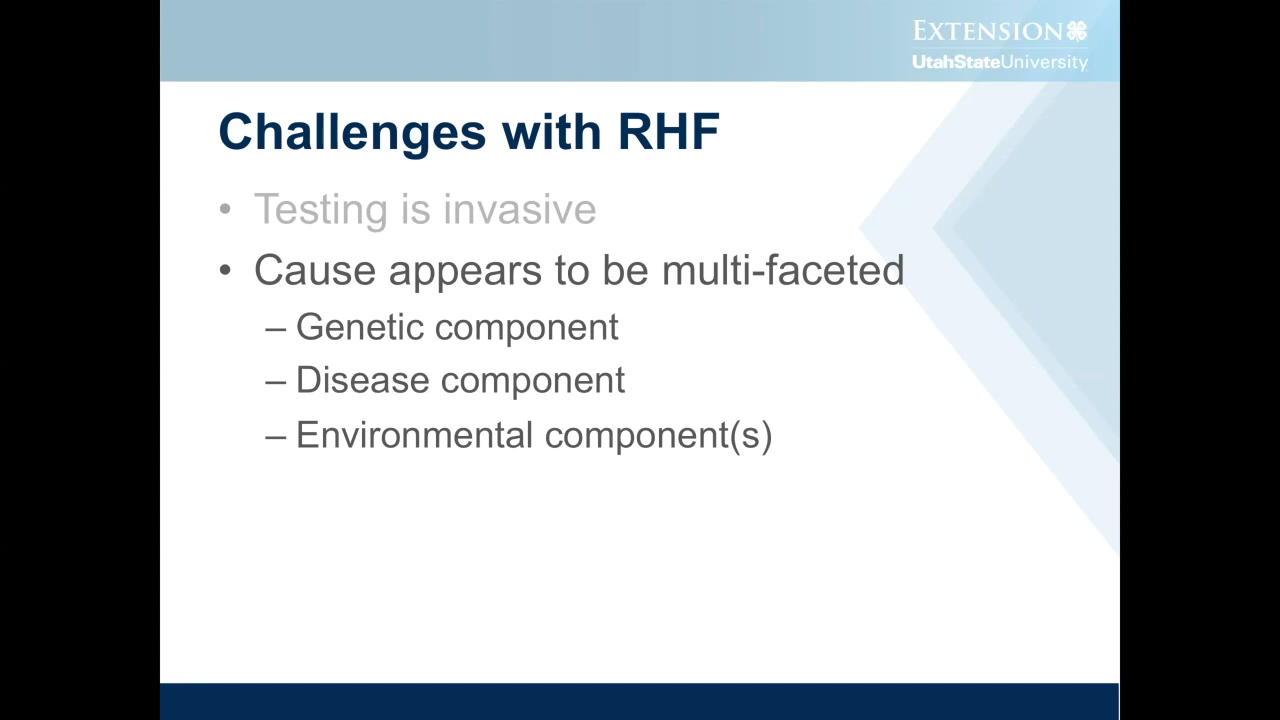 EXTENSION
UtahStateUniversity
Challenges with RHF
• Testing is invasive
• Cause appears to be multi-faceted
– Genetic component
– Disease component
– Environmental component(s)